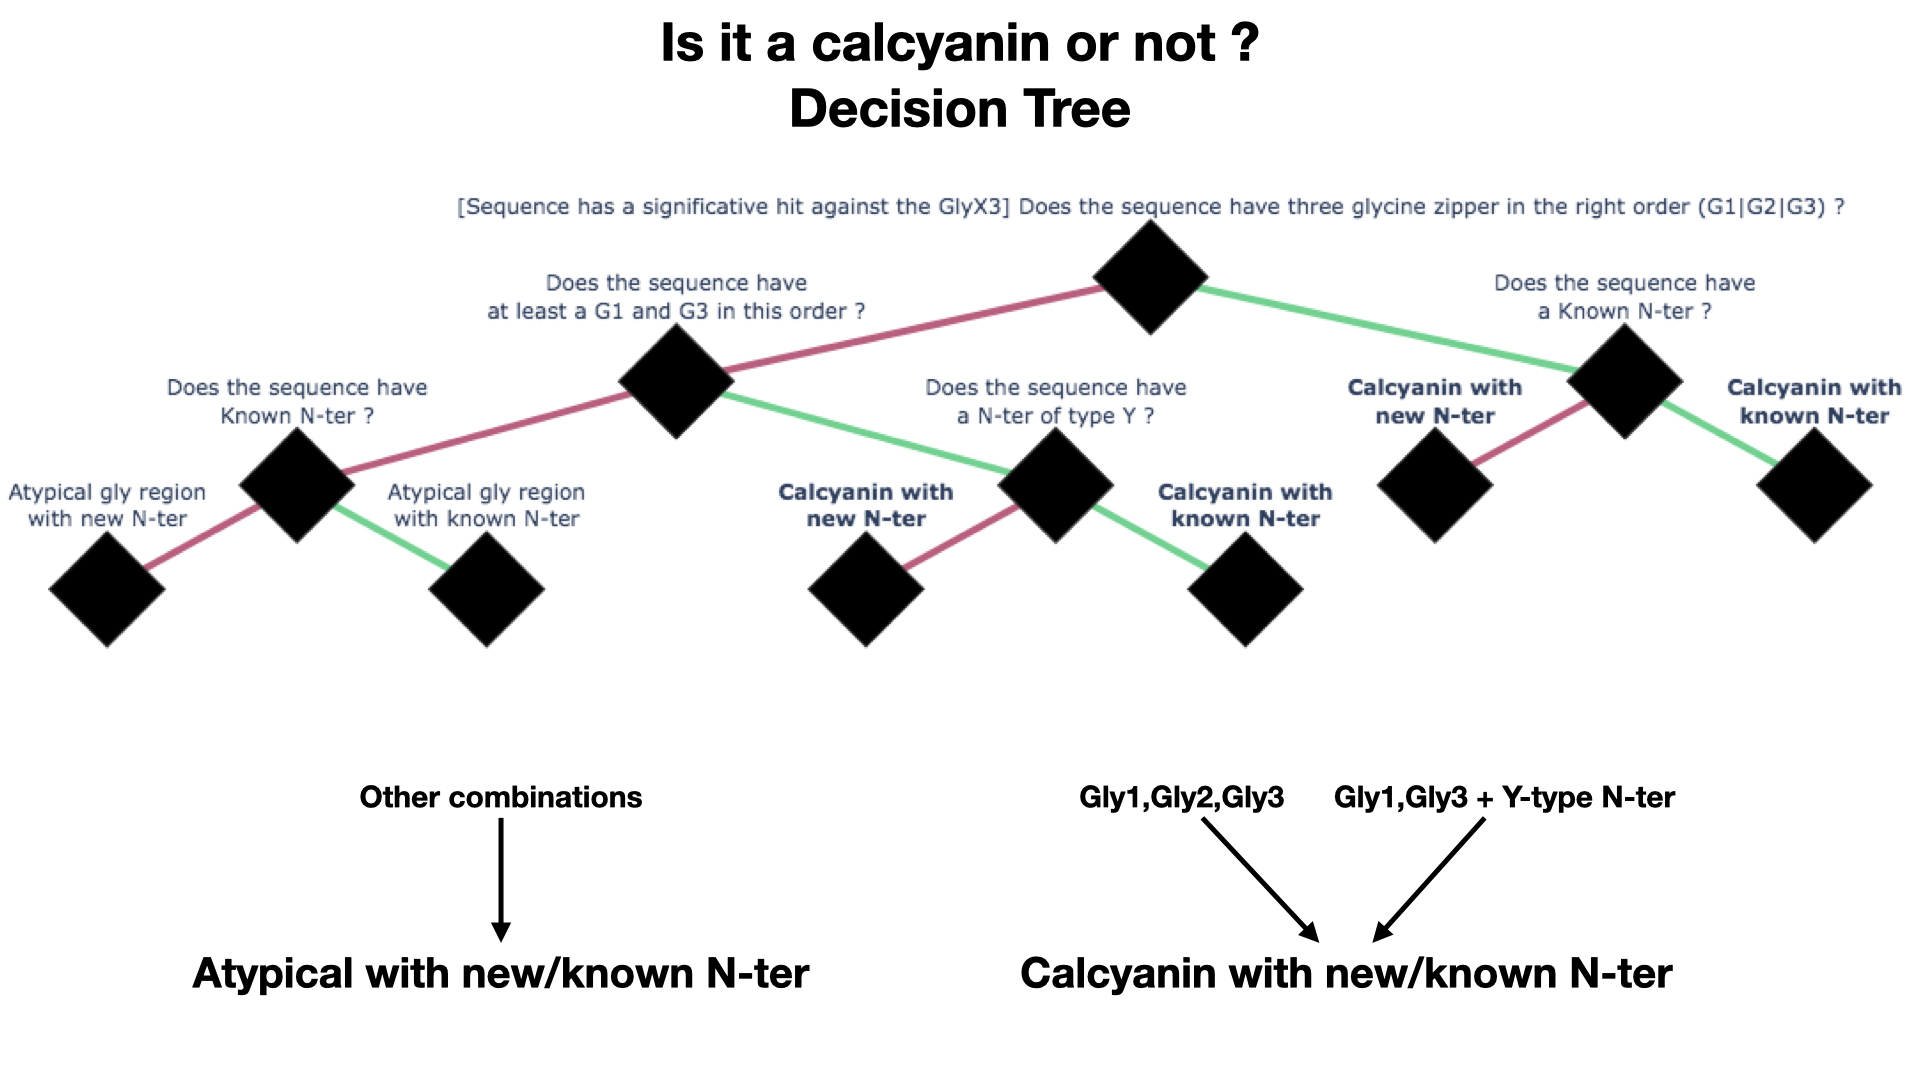 Is it a calcyanin or not ?
Decision Tree
[Sequence has a significative hit against the GlyX3] Does the sequence have three glycine zipper in the right order (G1|G2|G3) ?
Does the sequence have
at least a G1 and G3 in this order ?
Does the sequence have
a Known N-ter ?
Does the sequence have
Known N-ter ?
Does the sequence have
a N-ter of type Y ?
Calcyanin with
new N-ter
Calcyanin with
known N-ter
Atypical gly region
with new N-ter
Atypical gly region
with known N-ter
Calcyanin with
new N-ter
Calcyanin with
known N-ter
Other combinations
Gly1,Gly2,Gly3
Gly1,Gly3 + Y-type N-ter
Atypical with new/known N-ter
Calcyanin with new/known N-ter